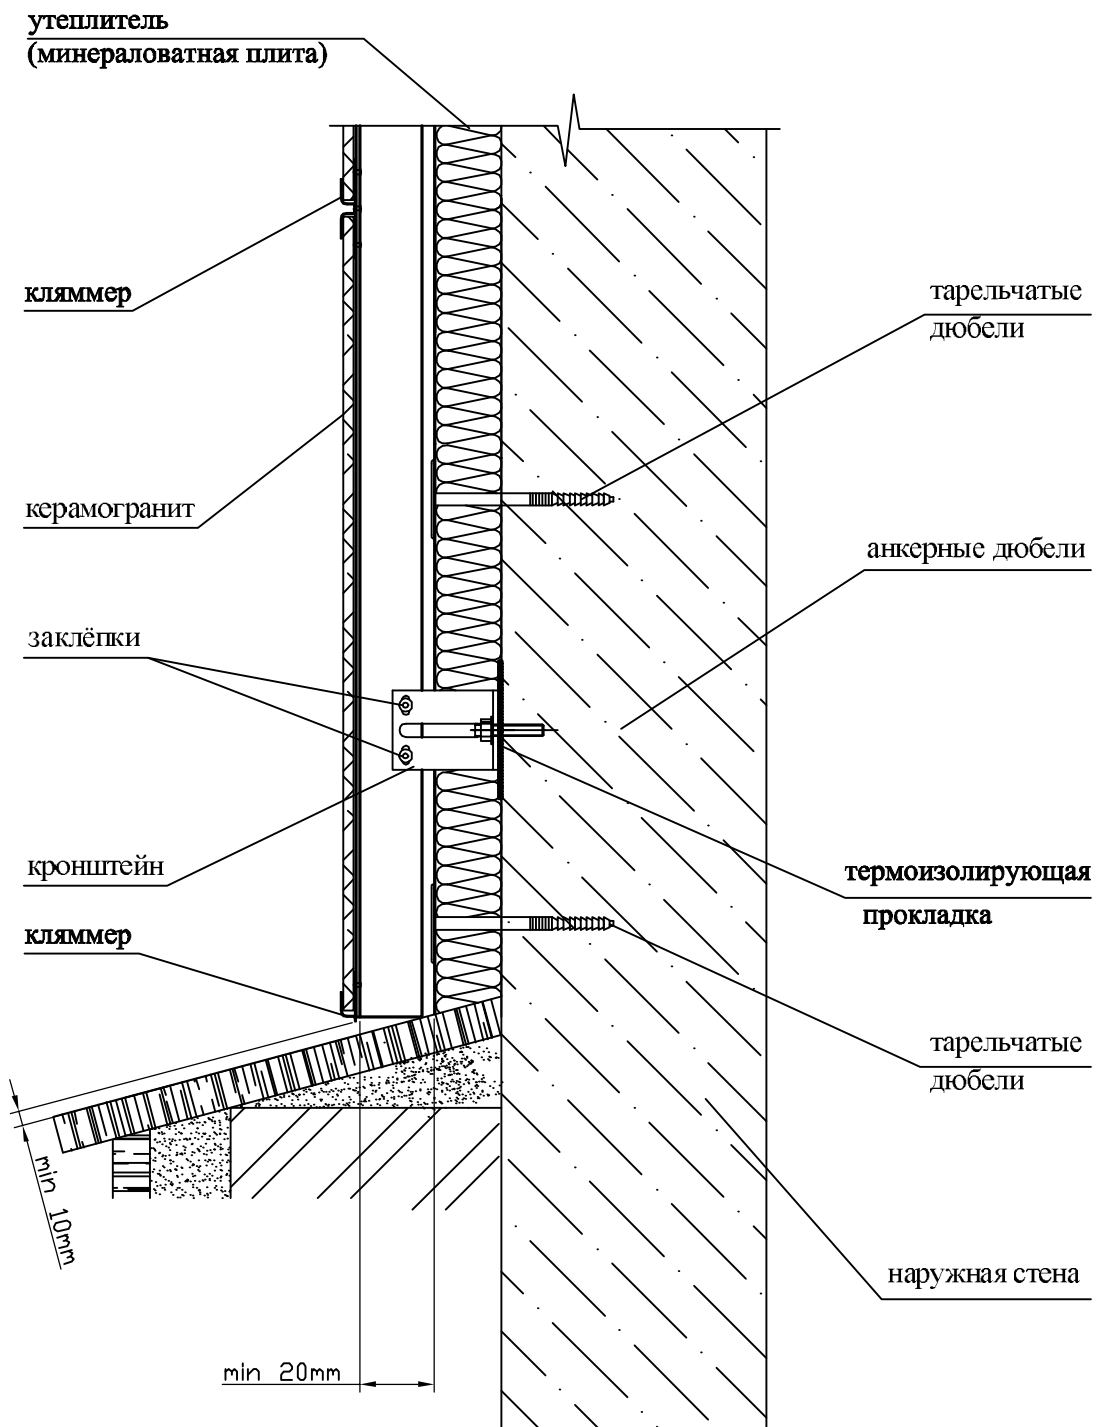 утеплитель
(минераловатная плита)
кляммер
тарельчатые
дюбели
керамогранит
анкерные дюбели
заклёпки
кронштейн
термоизолирующая
прокладка
кляммер
тарельчатые
дюбели
min 10mm
наружная стена
min 20mm